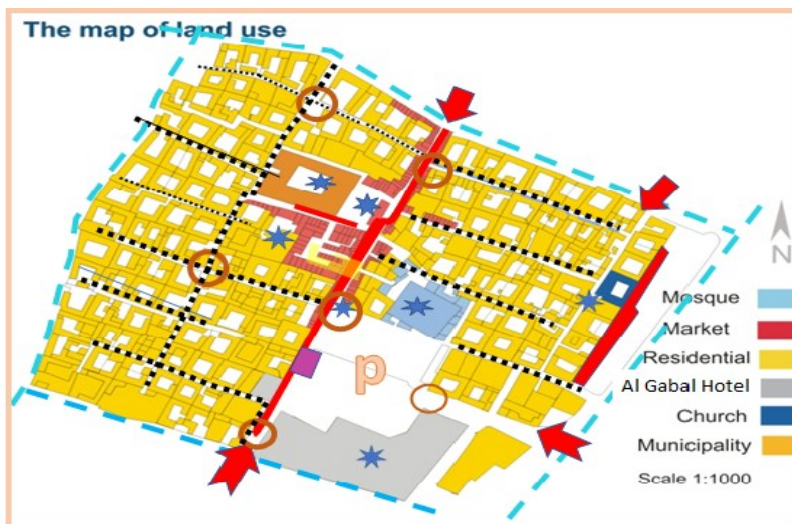 The map of land use
p
N
Mosque
Market
Residential
Al Gabal Hotel
Church
Municipality
Scale 1:1000